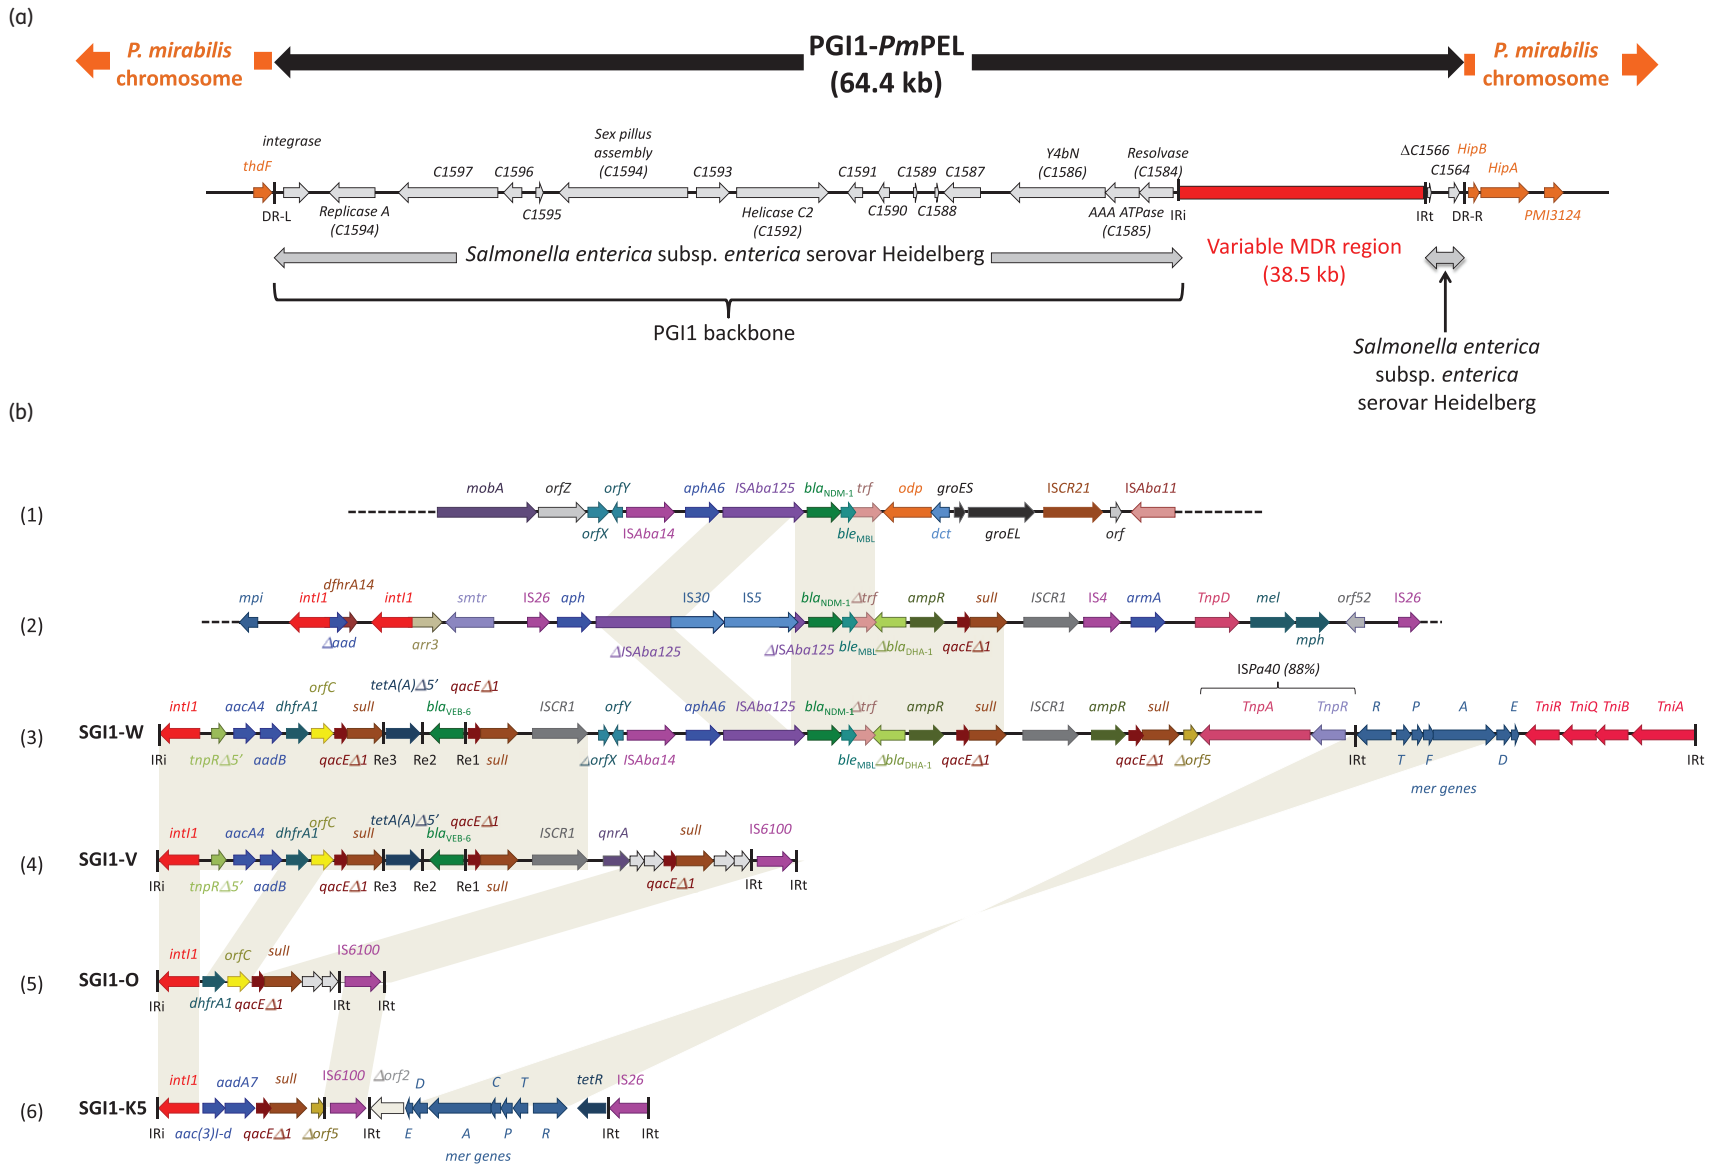 (a)
P. mirabilis
chromosome
PGI1-PmPEL
(64.4 kb)
P. mirabilis
chromosome
thdF
integrase
C1597
C1596
Sex pillus
assembly
(C1594)
C1593
C1591
C1589
C1587
Y4bN
(C1586)
Resolvase
(C1584)
ΔC1566
C1564
HipB
HipA
DR-L
Replicase A
(C1594)
C1595
Helicase C2
(C1592)
C1590
C1588
AAA ATPase
(C1585)
IRi
IRt
DR-R
PMI3124
Salmonella enterica subsp. enterica serovar Heidelberg
Variable MDR region
(38.5 kb)
PGI1 backbone
Salmonella enterica
subsp. enterica
serovar Heidelberg
(b)
mobA orfZ orfY aphA6 ISAba125 blaNDM-1 trf odp groES ISCR21 ISAba11
(1)
orfX ISAba14 bleMBL dct groEL orf
dfhrA14
mpi intI1 intI1 smtr IS26 aph IS30 IS5 blaNDM-1 Δtrf ampR sulI ISCR1 IS4 armA TnpD mel orf52 IS26
(2)
Δaad arr3 ΔISAba125 ΔISAba125 bleMBL ΔblaDHA-1 qacEΔ1 mph
ISPa40 (88%)
orfC tetA(A)Δ5’ qacEΔ1
intI1 aacA4 dhfrA1 sulI blaVEB-6 ISCR1 orfY aphA6 ISAba125 blaNDM-1 Δtrf ampR sulI ISCR1 ampR sulI TnpA TnpR R P A E TniR TniQ TniB TniA
(3) SGI1-W
IRi tnpRΔ5’ aadB qacEΔ1 Re3 Re2 Re1 sulI ΔorfX ISAba14 bleMBL ΔblaDHA-1 qacEΔ1 qacEΔ1 Δorf5 IRt T F D IRt
mer genes
orfC tetA(A)Δ5’ qacEΔ1
intI1 aacA4 dhfrA1 sulI blaVEB-6 ISCR1 qnrA sulI IS6100
(4) SGI1-V
IRi tnpRΔ5’ aadB qacEΔ1 Re3 Re2 Re1 sulI qacEΔ1 IRt IRt
intI1 orfC sulI IS6100
(5) SGI1-O
IRi dhfrA1 qacEΔ1 IRt IRt
intI1 aadA7 sulI IS6100 Δorf2 D C T tetR IS26
(6) SGI1-K5
IRi aac(3)I-d qacEΔ1 Δorf5 IRt E A P R IRt IRt
mer genes